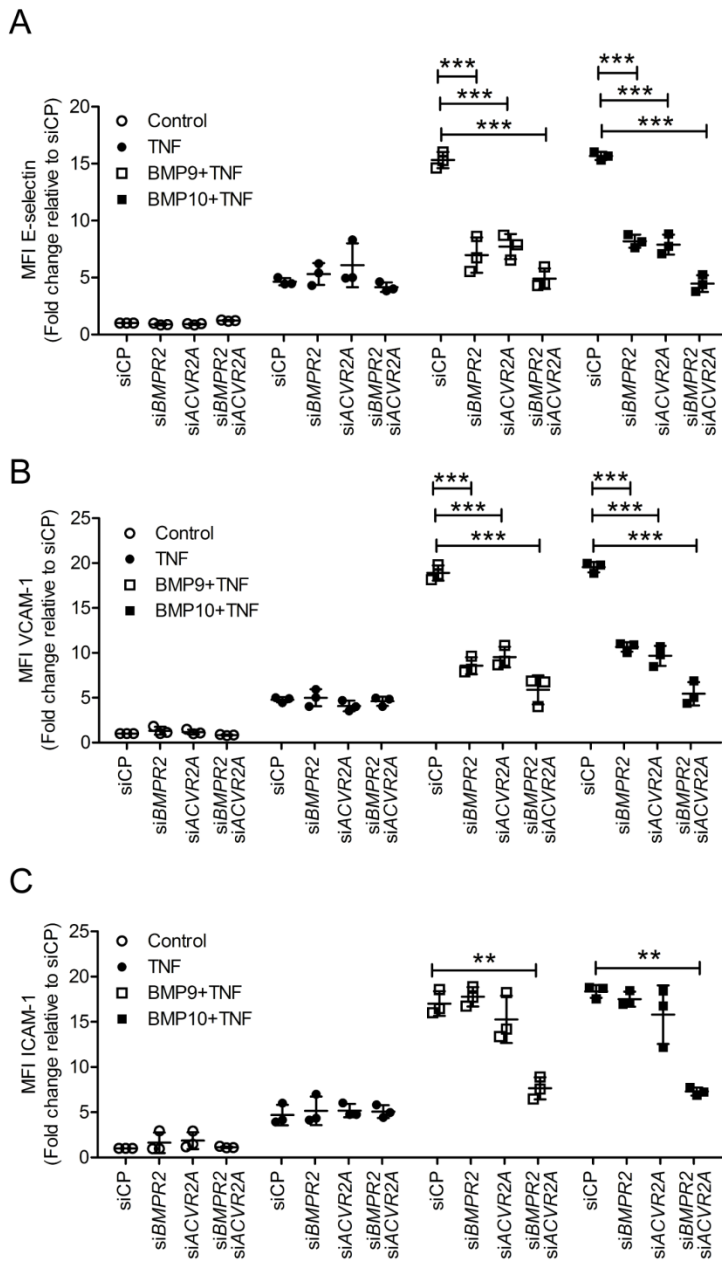 A
***
***
***
***
***
***
MFI E-selectin
(Fold change relative to siCP)
20
15
10
5
0
Control
TNF
BMP9+TNF
BMP10+TNF
siCP
siBMPR2
siACVR2A
siBMPR2
siACVR2A
siCP
siBMPR2
siACVR2A
siBMPR2
siACVR2A
siCP
siBMPR2
siACVR2A
siBMPR2
siACVR2A
siCP
siBMPR2
siACVR2A
siBMPR2
siACVR2A
B
***
***
***
***
***
***
MFI VCAM-1
(Fold change relative to siCP)
25
20
15
10
5
0
Control
TNF
BMP9+TNF
BMP10+TNF
siCP
siBMPR2
siACVR2A
siBMPR2
siACVR2A
siCP
siBMPR2
siACVR2A
siBMPR2
siACVR2A
siCP
siBMPR2
siACVR2A
siBMPR2
siACVR2A
siCP
siBMPR2
siACVR2A
siBMPR2
siACVR2A
C
**
**
MFI ICAM-1
(Fold change relative to siCP)
25
20
15
10
5
0
Control
TNF
BMP9+TNF
BMP10+TNF
siCP
siBMPR2
siACVR2A
siBMPR2
siACVR2A
siCP
siBMPR2
siACVR2A
siBMPR2
siACVR2A
siCP
siBMPR2
siACVR2A
siBMPR2
siACVR2A
siCP
siBMPR2
siACVR2A
siBMPR2
siACVR2A